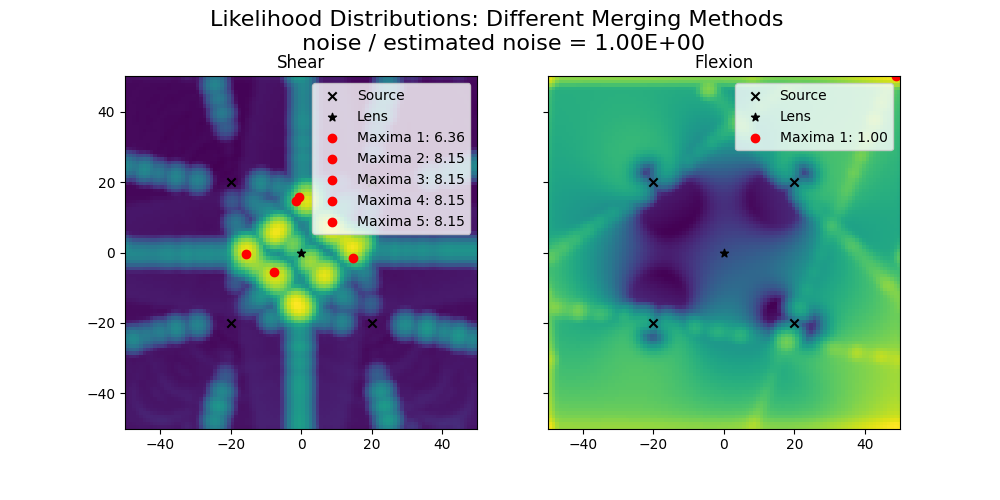 Likelihood Distributions: Different Merging Methods
noise / estimated noise = 1.00E+00
Shear
Flexion
Source
Lens
Maxima 1: 6.36
Maxima 2: 8.15
Maxima 3: 8.15
Maxima 4: 8.15
Maxima 5: 8.15
Source
Lens
Maxima 1: 1.00
40
20
0
−20
−40
−40 −20 0 20 40
−40 −20 0 20 40